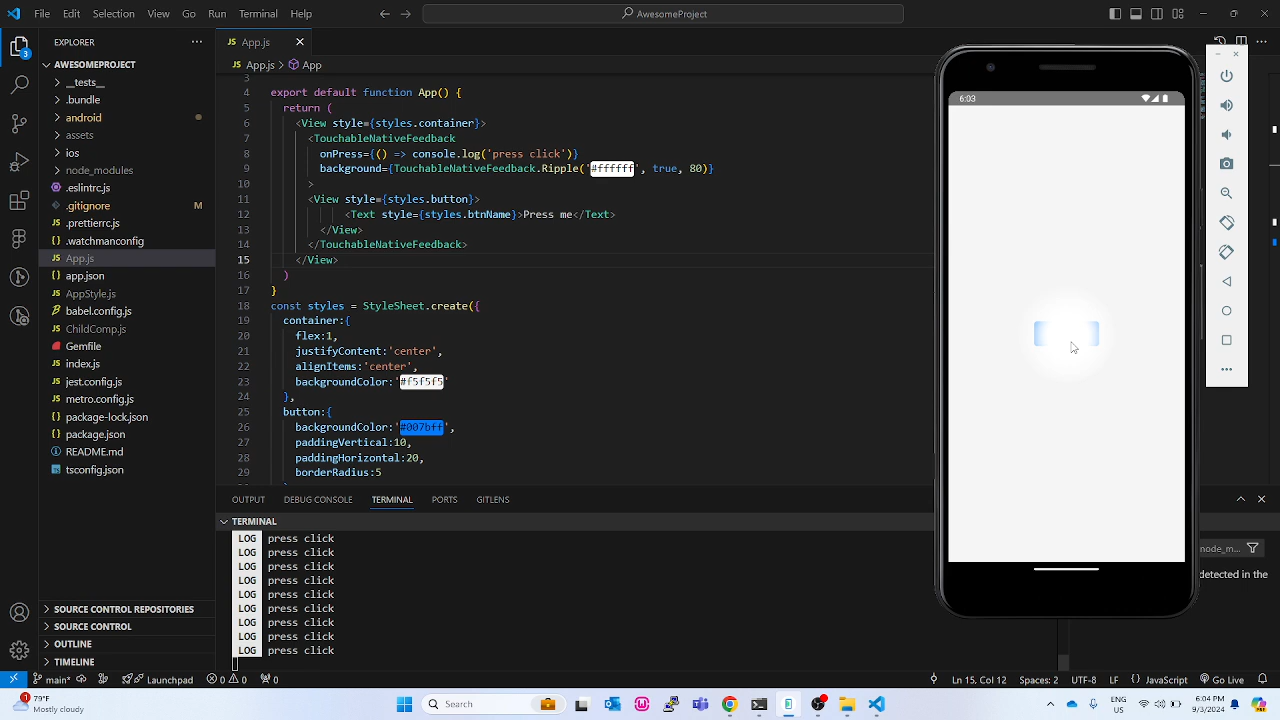 File Edit Selection View Go Run Terminal Help
AwesomeProject
EXPLORER
App.js
AWESOMEPROJECT
App.js > App
__tests__
.bundle
android
assets
ios
node_modules
.eslintrc.js
.gitignore M
.prettierrc.js
.watchmanconfig
App.js
app.json
AppStyle.js
babel.config.js
ChildComp.js
Gemfile
index.js
jest.config.js
metro.config.js
package-lock.json
package.json
README.md
tsconfig.json
SOURCE CONTROL REPOSITORIES
SOURCE CONTROL
OUTLINE
TIMELINE
3
4 export default function App() {
5 return (
6 <View style={styles.container}>
7 <TouchableNativeFeedback
8 onPress={() => console.log('press click')}
9 background={TouchableNativeFeedback.Ripple('#ffffff', true, 80)}
10 >
11 <View style={styles.button}>
12 <Text style={styles.btnName}>Press me</Text>
13 </View>
14 </TouchableNativeFeedback>
15 </View>
16 )
17 }
18 const styles = StyleSheet.create({
19 container:{
20 flex:1,
21 justifyContent:'center',
22 alignItems:'center',
23 backgroundColor:'#f5f5f5'
24 },
25 button:{
26 backgroundColor:'#007bff',
27 paddingVertical:10,
28 paddingHorizontal:20,
29 borderRadius:5
6:03
OUTPUT DEBUG CONSOLE TERMINAL PORTS GITLENS
TERMINAL
LOG press click
LOG press click
LOG press click
LOG press click
LOG press click
LOG press click
LOG press click
LOG press click
LOG press click
node_m...
detected in the
main* Launchpad 0 0 0
Ln 15, Col 12 Spaces: 2 UTF-8 LF JavaScript Go Live
79°F
Mostly cloudy
Search
ENG
US
6:04 PM
9/3/2024